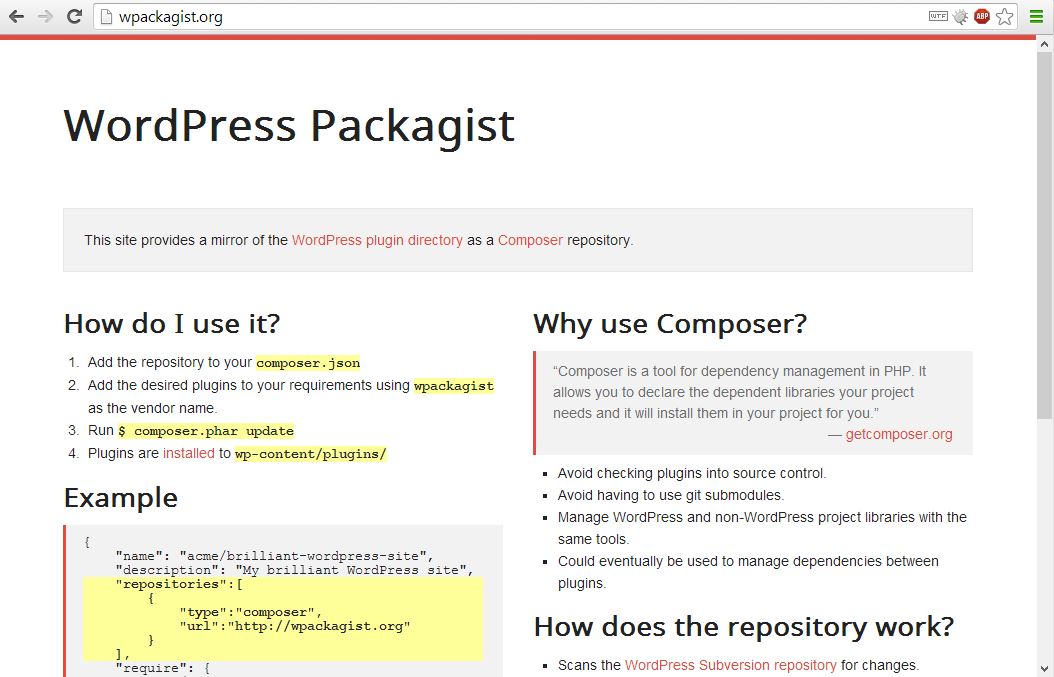 wpackagist.org
WTF
ABP
WordPress Packagist
This site provides a mirror of the WordPress plugin directory as a Composer repository.
How do I use it?
1. Add the repository to your composer.json
2. Add the desired plugins to your requirements using wpackagist
as the vendor name.
3. Run $ composer.phar update
4. Plugins are installed to wp-content/plugins/
Example
{
"name": "acme/brilliant-wordpress-site",
"description": "My brilliant WordPress site",
"repositories":[
{
"type":"composer",
"url":"http://wpackagist.org"
}
],
"require": {
Why use Composer?
“Composer is a tool for dependency management in PHP. It
allows you to declare the dependent libraries your project
needs and it will install them in your project for you.”
— getcomposer.org
Avoid checking plugins into source control.
Avoid having to use git submodules.
Manage WordPress and non-WordPress project libraries with the
same tools.
Could eventually be used to manage dependencies between
plugins.
How does the repository work?
Scans the WordPress Subversion repository for changes.